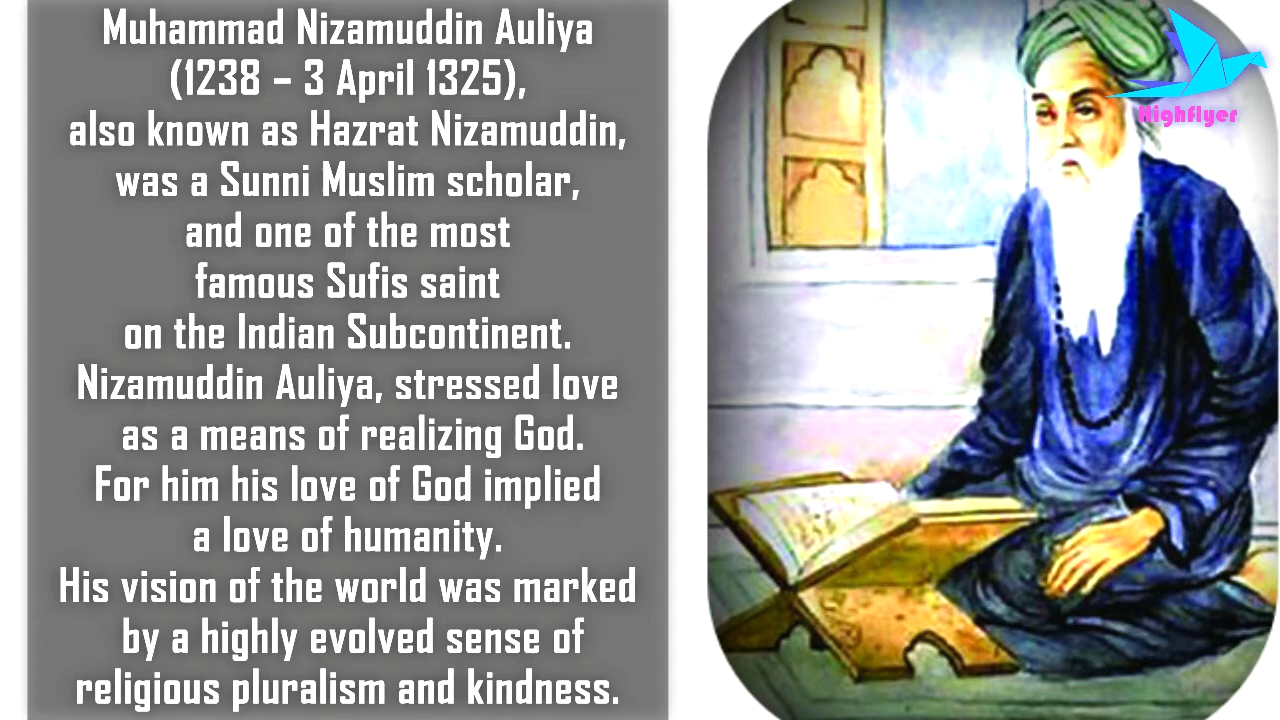 Muhammad Nizamuddin Auliya
(1238 – 3 April 1325),
also known as Hazrat Nizamuddin,
was a Sunni Muslim scholar,
and one of the most
famous Sufis saint
on the Indian Subcontinent.
Nizamuddin Auliya, stressed love
as a means of realizing God.
For him his love of God implied
a love of humanity.
His vision of the world was marked
by a highly evolved sense of
religious pluralism and kindness.
Highflyer